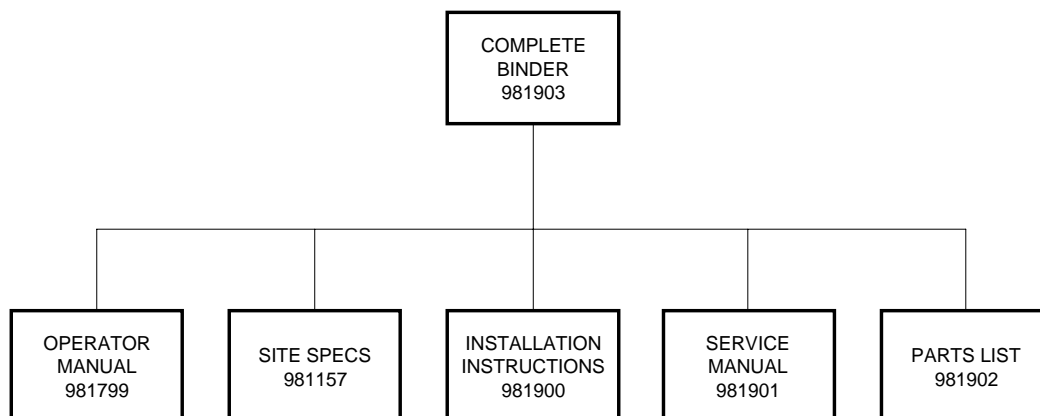 COMPLETE
BINDER
981903
OPERATOR
MANUAL
981799
SITE SPECS
981157
INSTALLATION
INSTRUCTIONS
981900
SERVICE
MANUAL
981901
PARTS LIST
981902